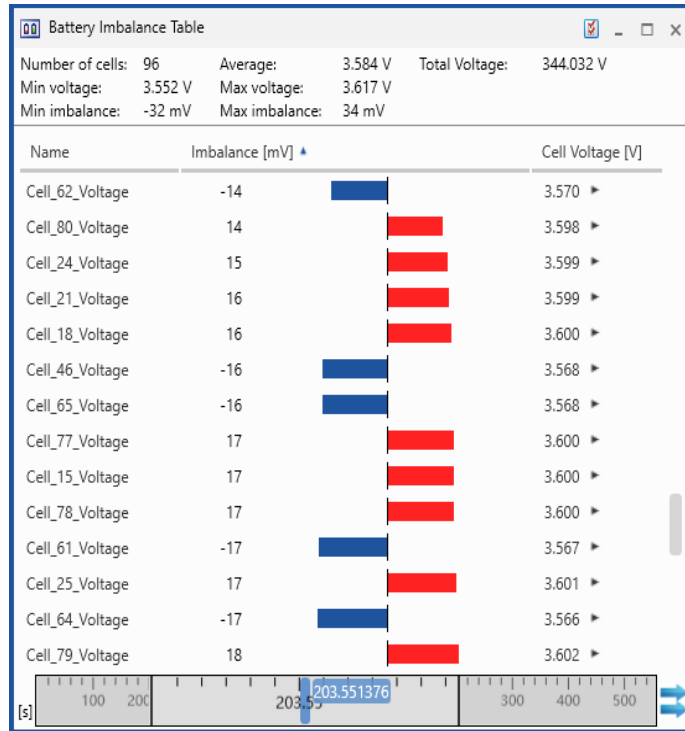 Battery Imbalance Table
Number of cells: 96 Average: 3.584 V Total Voltage: 344.032 V
Min voltage: 3.552 V Max voltage: 3.617 V
Min imbalance: -32 mV Max imbalance: 34 mV
Name Imbalance [mV] Cell Voltage [V]
Cell_62_Voltage -14 3.570
Cell_80_Voltage 14 3.598
Cell_24_Voltage 15 3.599
Cell_21_Voltage 16 3.599
Cell_18_Voltage 16 3.600
Cell_46_Voltage -16 3.568
Cell_65_Voltage -16 3.568
Cell_77_Voltage 17 3.600
Cell_15_Voltage 17 3.600
Cell_78_Voltage 17 3.600
Cell_61_Voltage -17 3.567
Cell_25_Voltage 17 3.601
Cell_64_Voltage -17 3.566
Cell_79_Voltage 18 3.602
203.551376
[s] 100 200 203.55 300 400 500